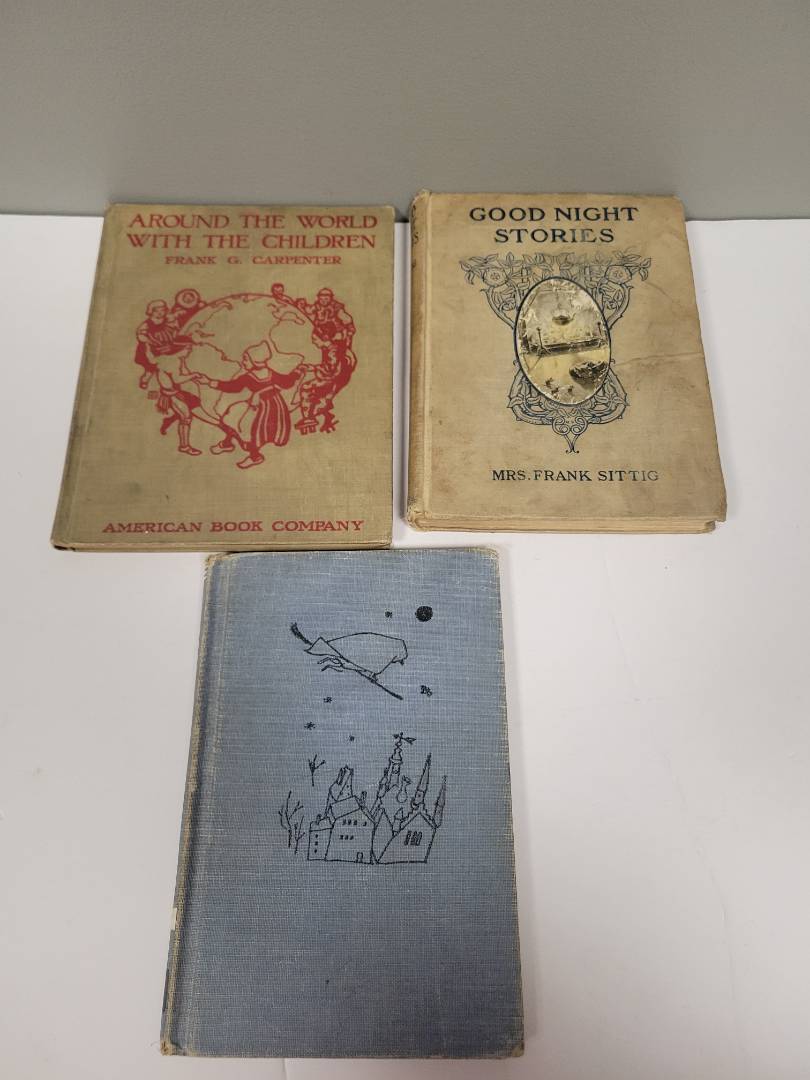 AROUND THE WORLD
WITH THE CHILDREN
FRANK G. CARPENTER
AMERICAN BOOK COMPANY
GOOD NIGHT
STORIES
MRS. FRANK SITTIG